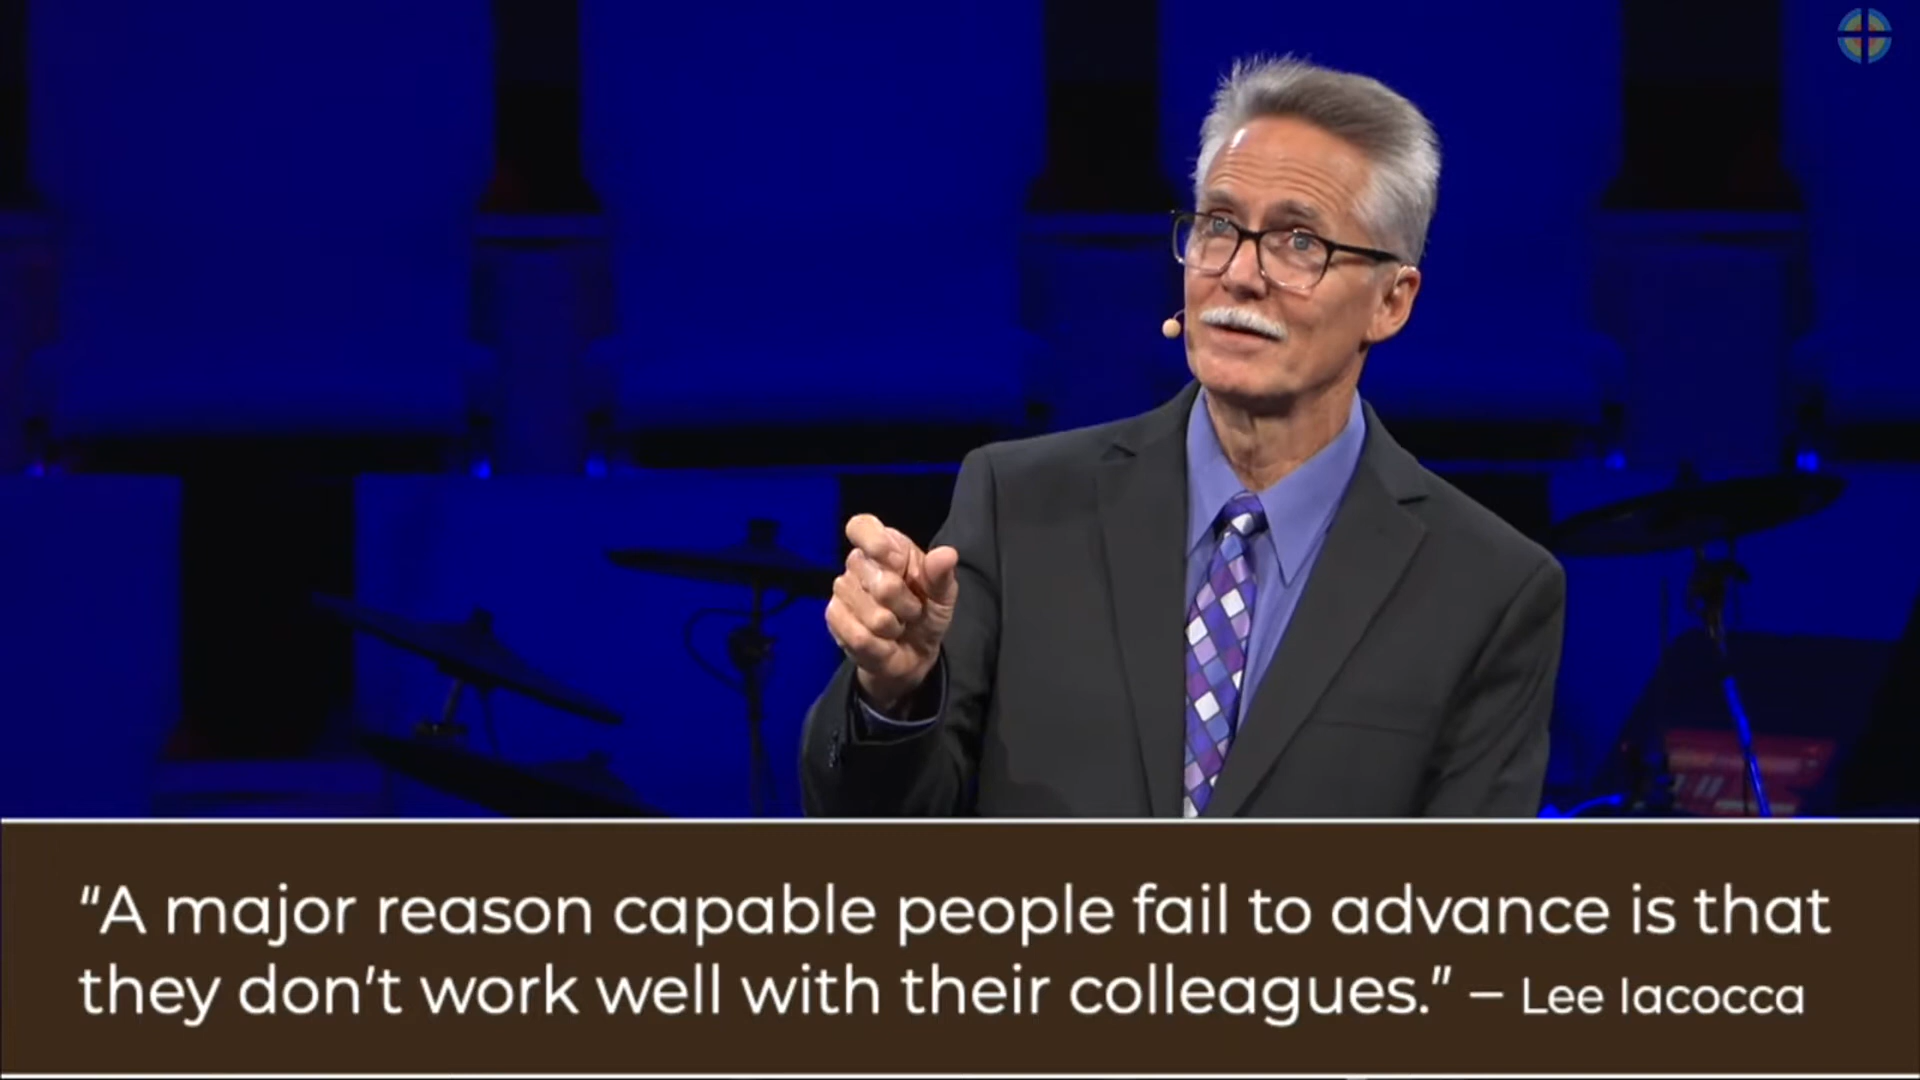 “A major reason capable people fail to advance is that
they don’t work well with their colleagues.” – Lee Iacocca